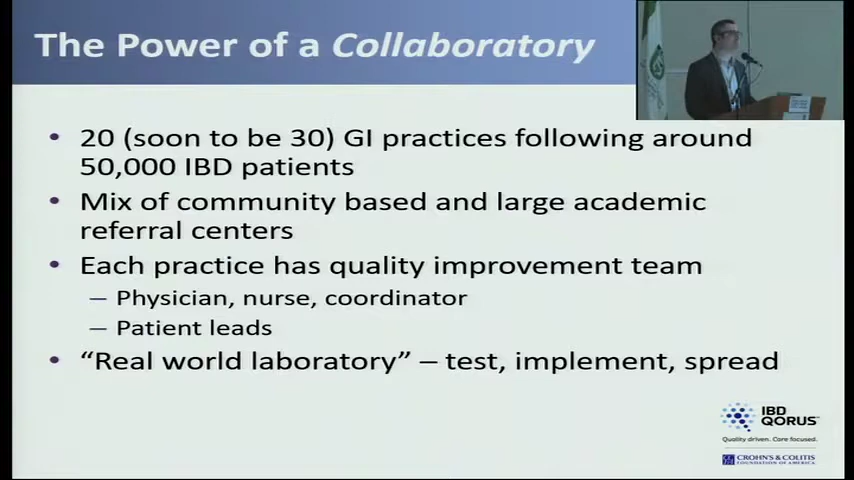 The Power of a Collaboratory
• 20 (soon to be 30) GI practices following around
50,000 IBD patients
• Mix of community based and large academic
referral centers
• Each practice has quality improvement team
– Physician, nurse, coordinator
– Patient leads
• “Real world laboratory” – test, implement, spread
IBD
QORUS
Quality driven. Care focused.
CROHN'S & COLITIS
FOUNDATION OF AMERICA